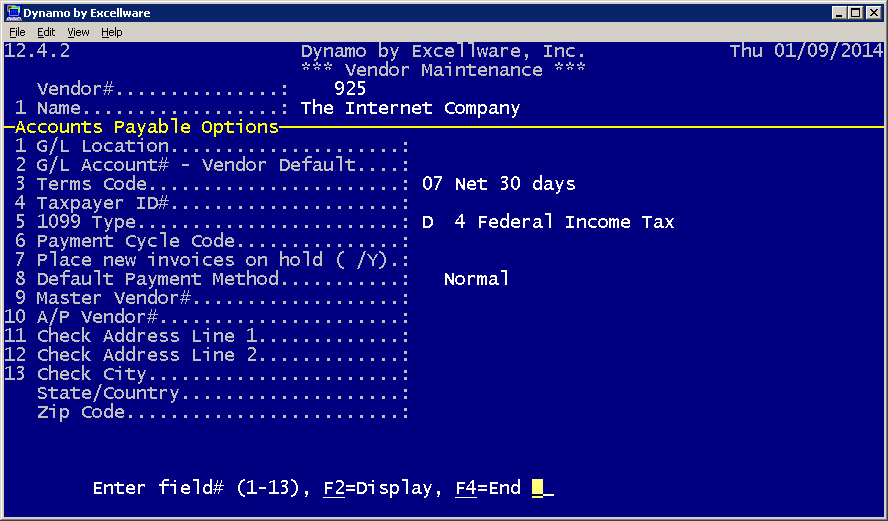 Dynamo by Excellware
File Edit View Help
12.4.2 Dynamo by Excellware, Inc. Thu 01/09/2014
*** Vendor Maintenance ***
Vendor#...............: 925
1 Name..................: The Internet Company
Accounts Payable Options
1 G/L Location.....................:
2 G/L Account# - Vendor Default....:
3 Terms Code.......................: 07 Net 30 days
4 Taxpayer ID#.....................:
5 1099 Type........................: D 4 Federal Income Tax
6 Payment Cycle Code...............:
7 Place new invoices on hold ( /Y).:
8 Default Payment Method...........: Normal
9 Master Vendor#...................:
10 A/P Vendor#......................:
11 Check Address Line 1.............:
12 Check Address Line 2.............:
13 Check City.......................:
State/Country....................:
Zip Code.........................:
Enter field# (1-13), F2=Display, F4=End